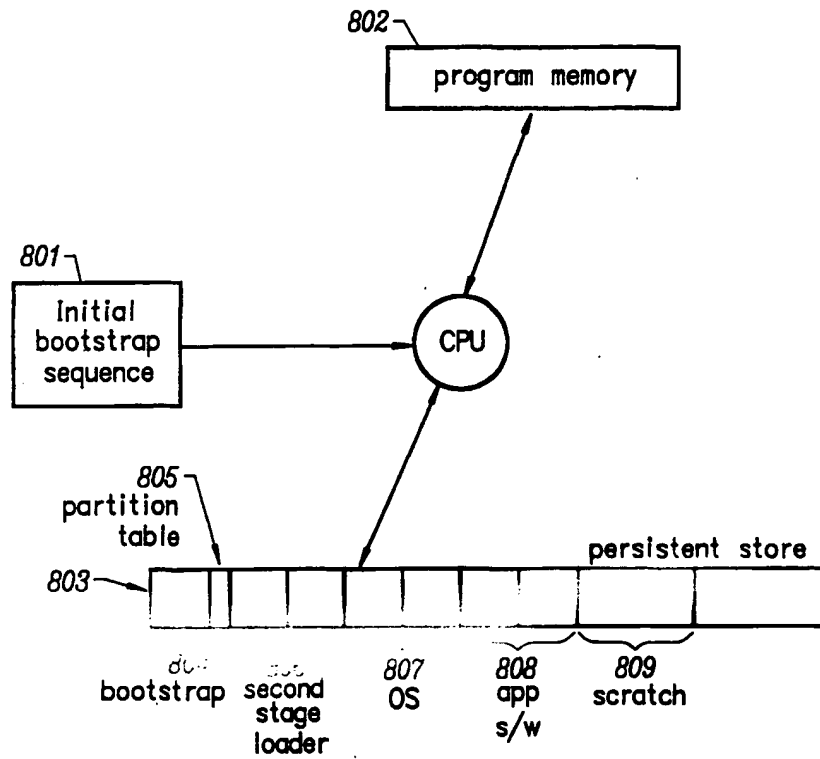 802
program memory
801
Initial
bootstrap
sequence
CPU
805
partition
table
persistent store
803
807
808
809
bootstrap
second
stage
loader
OS
app
s/w
scratch